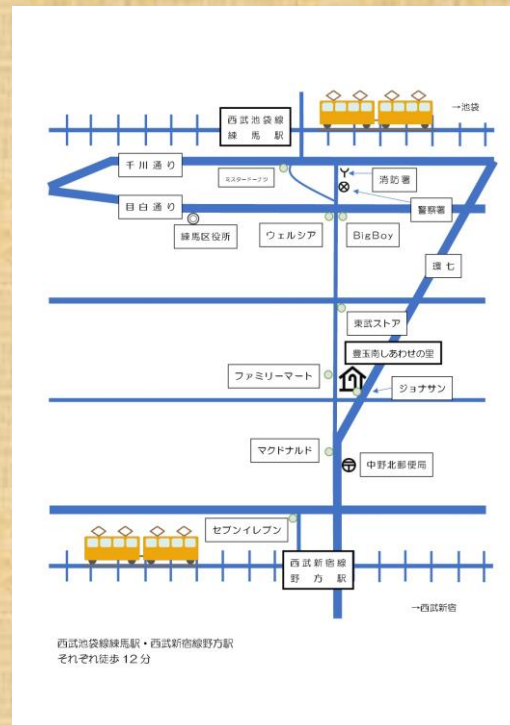 →池袋
西武池袋線
練馬駅
千川通り
ミスタードーナツ
消防署
目白通り
警察署
練馬区役所
ウェルシア
BigBoy
環七
東武ストア
豊玉南しあわせの里
ファミリーマート
ジョナサン
マクドナルド
中野北郵便局
セブンイレブン
西武新宿線
野方駅
→西武新宿
西武池袋線練馬駅・西武新宿線野方駅
それぞれ徒歩12分